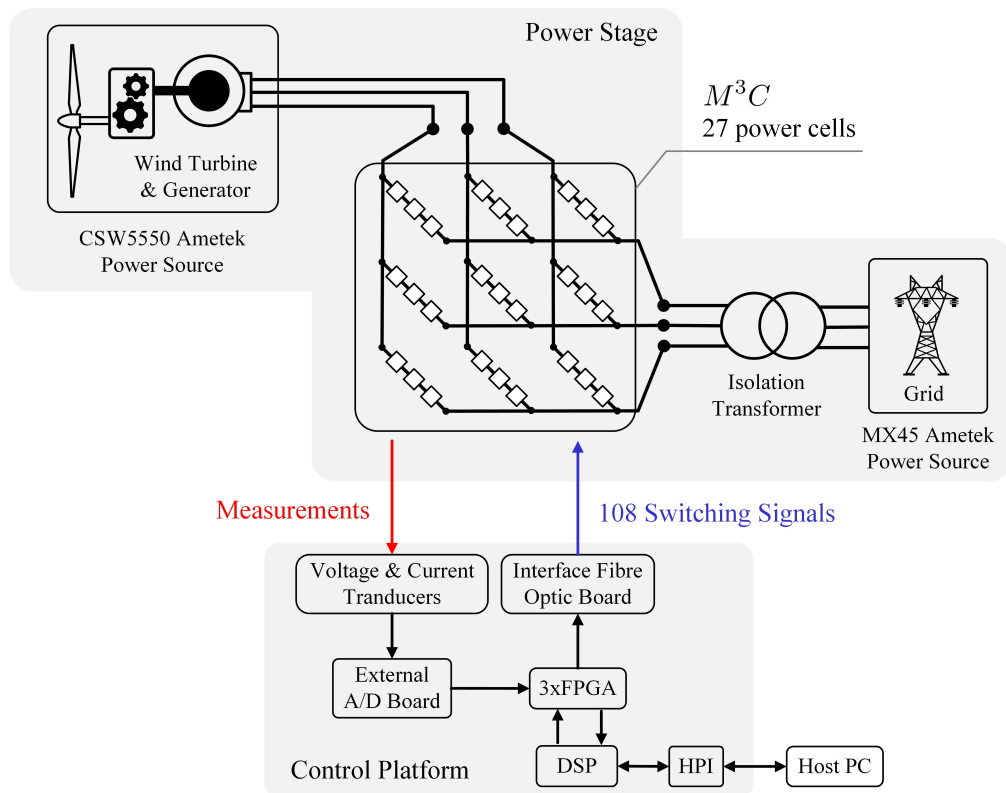 Power Stage
Wind Turbine
& Generator
CSW5550 Ametek
Power Source
M³C
27 power cells
Isolation
Transformer
Grid
MX45 Ametek
Power Source
Measurements
108 Switching Signals
Voltage & Current
Tranducers
Interface Fibre
Optic Board
External
A/D Board
3xFPGA
DSP
HPI
Host PC
Control Platform